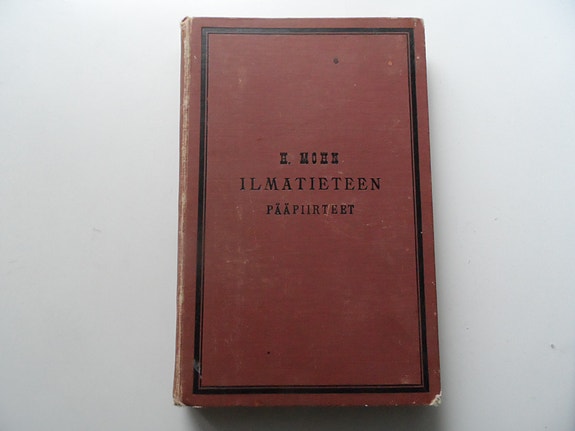 H. MOHN
ILMATIETEEN
PÄÄPIIRTEET